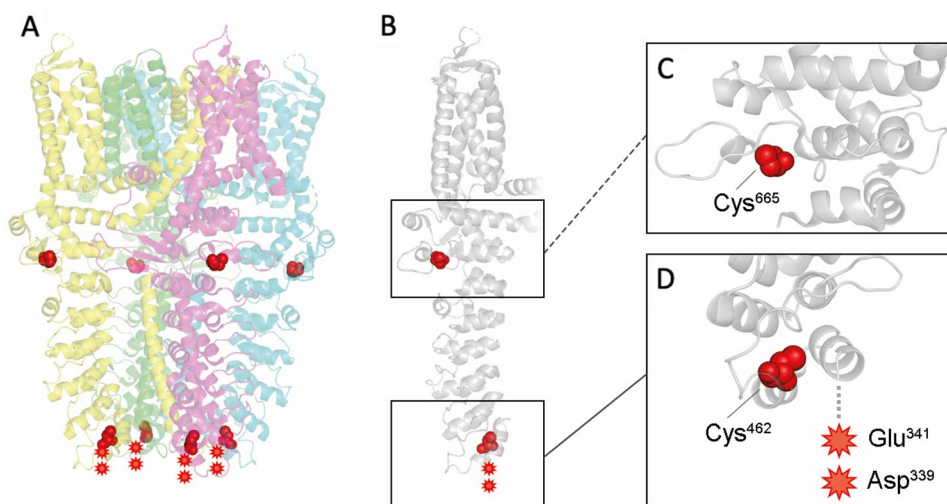 A
B
C
Cys⁶⁶⁵
D
Cys⁴⁶²
Glu³⁴¹
Asp³³⁹